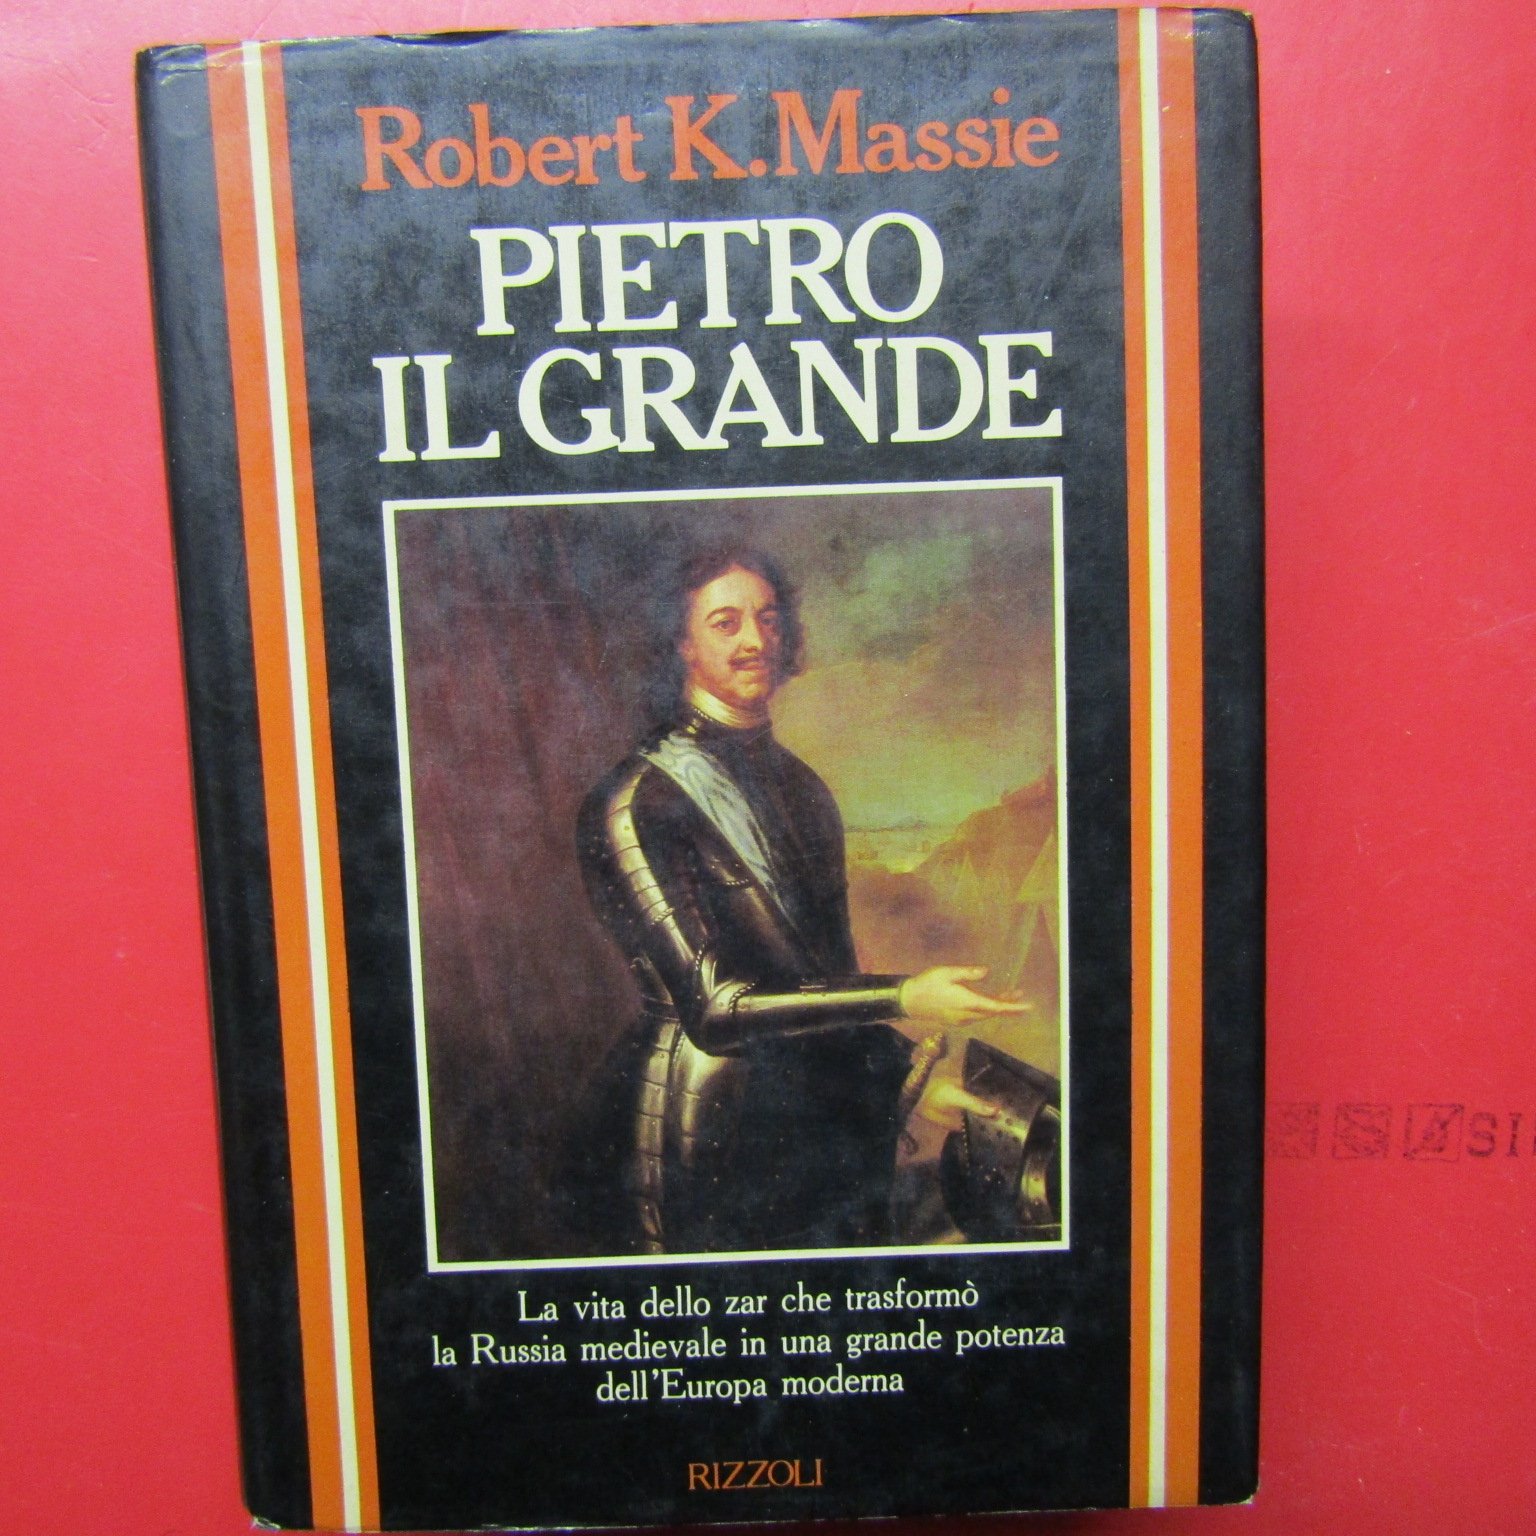 Robert K. Massie
PIETRO
IL GRANDE
La vita dello zar che trasformò
la Russia medievale in una grande potenza
dell'Europa moderna
RIZZOLI